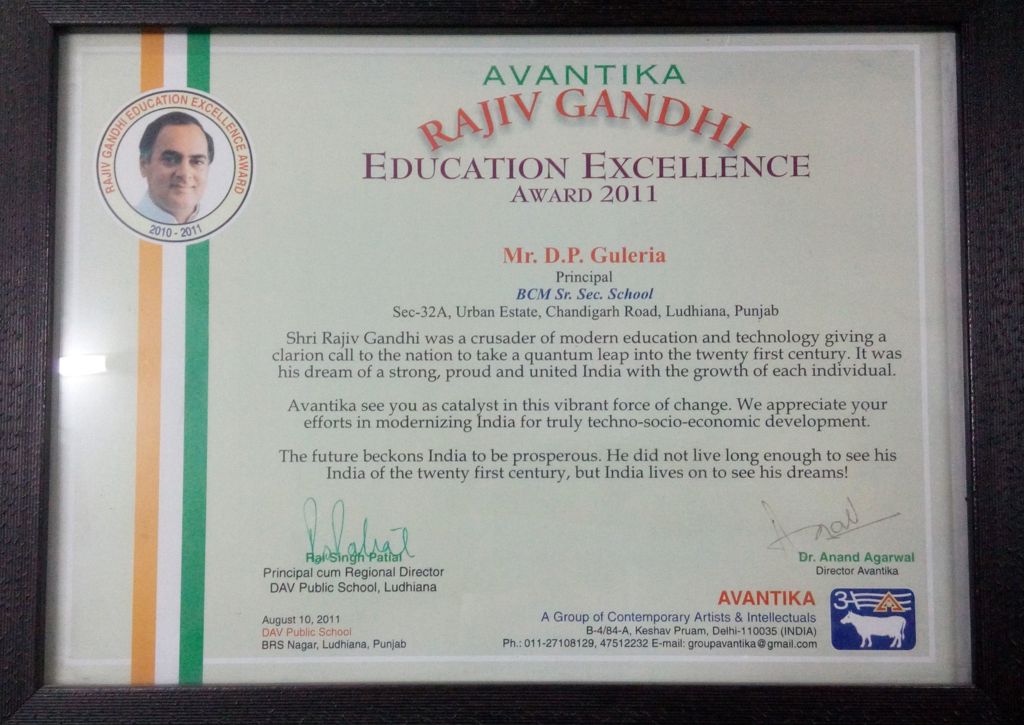 RAJIV GANDHI EDUCATION EXCELLENCE AWARD
2010 - 2011
AVANTIKA
RAJIV GANDHI
EDUCATION EXCELLENCE
AWARD 2011
Mr. D.P. Guleria
Principal
BCM Sr. Sec. School
Sec-32A, Urban Estate, Chandigarh Road, Ludhiana, Punjab
Shri Rajiv Gandhi was a crusader of modern education and technology giving a
clarion call to the nation to take a quantum leap into the twenty first century. It was
his dream of a strong, proud and united India with the growth of each individual.
Avantika see you as catalyst in this vibrant force of change. We appreciate your
efforts in modernizing India for truly techno-socio-economic development.
The future beckons India to be prosperous. He did not live long enough to see his
India of the twenty first century, but India lives on to see his dreams!
Raj Singh Patial
Principal cum Regional Director
DAV Public School, Ludhiana
Dr. Anand Agarwal
Director Avantika
August 10, 2011
DAV Public School
BRS Nagar, Ludhiana, Punjab
AVANTIKA
A Group of Contemporary Artists & Intellectuals
B-4/84-A, Keshav Pruam, Delhi-110035 (INDIA)
Ph.: 011-27108129, 47512232 E-mail: groupavantika@gmail.com